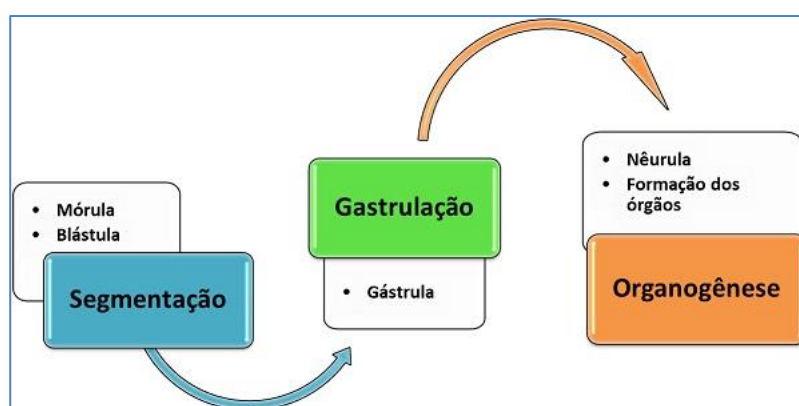 • Mórula
• Blástula
Segmentação
Gastrulação
• Gástrula
• Nêurula
• Formação dos
órgãos
Organogênese